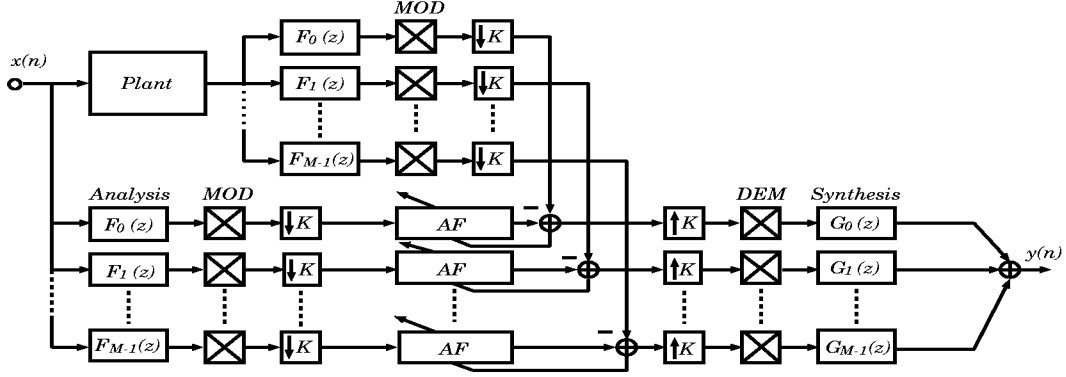 MOD
x(n)
Plant
F0 (z)
↓K
F1 (z)
↓K
FM-1(z)
↓K
Analysis MOD DEM Synthesis
F0 (z) ↓K AF − ↑K G0 (z)
F1 (z) ↓K AF − ↑K G1 (z) y(n)
FM-1(z) ↓K AF − ↑K GM-1(z)